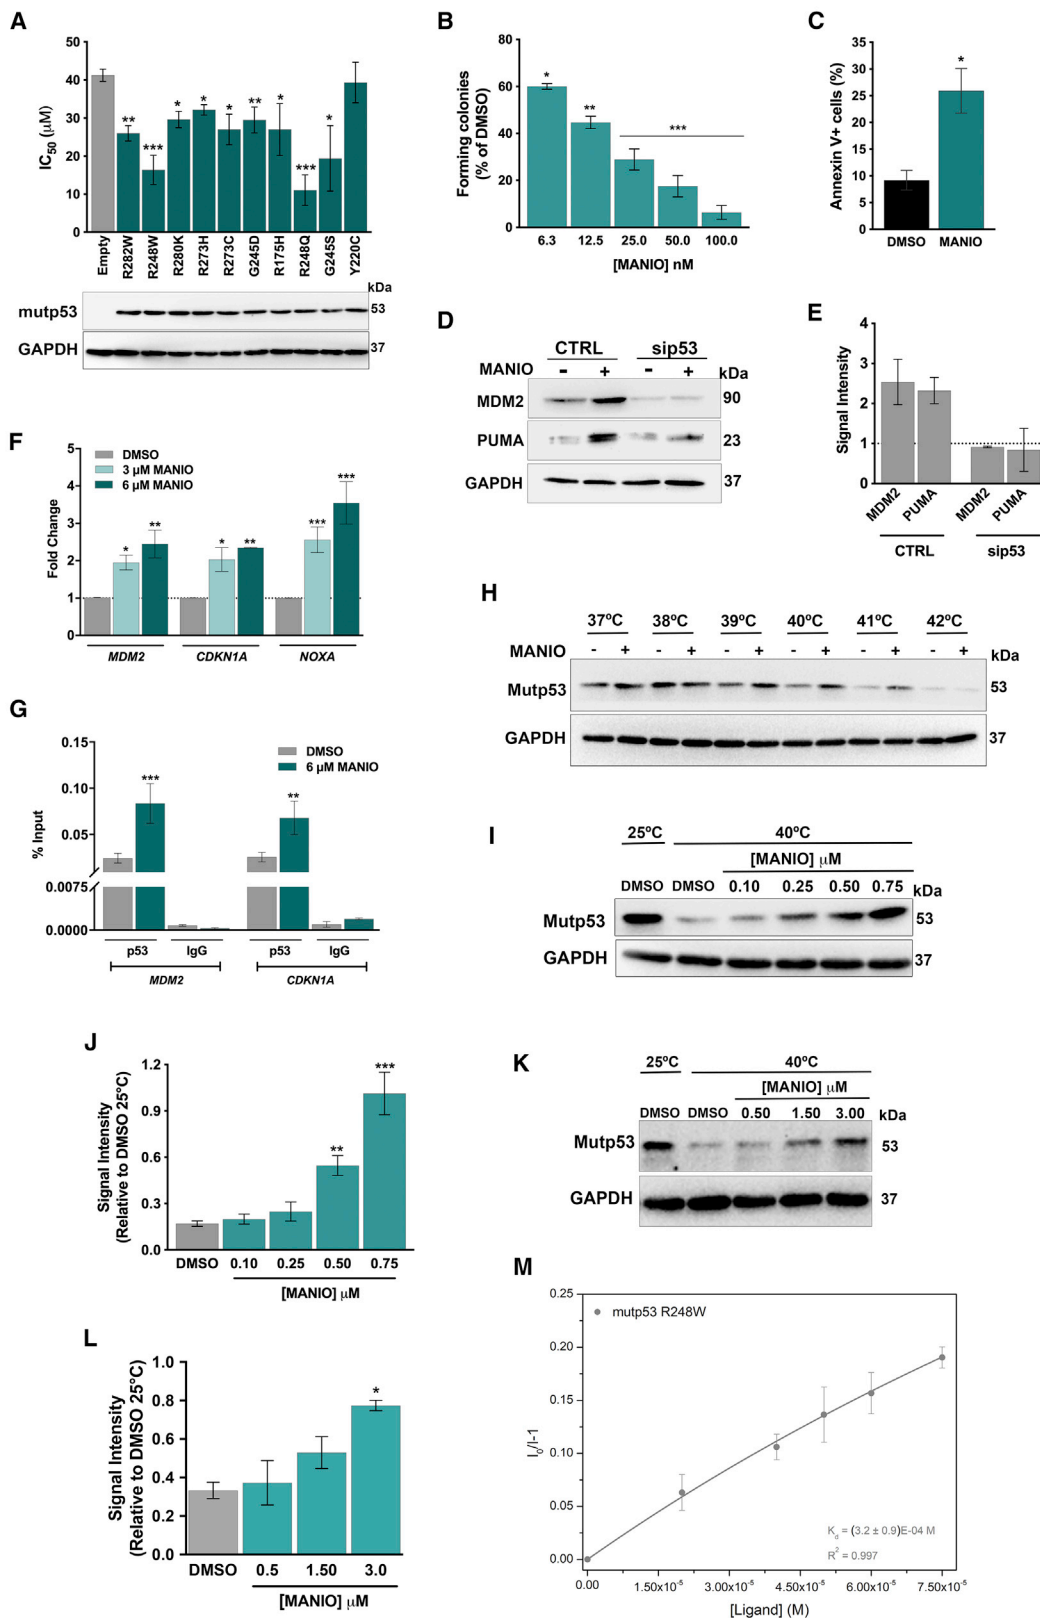 A
50
40
30
20
10
0
IC50 (μM)
** *** * * * ** * *** *
Empty
R282W
R248W
R280K
R273H
R273C
G245D
R175H
R248Q
G245S
Y220C
kDa
mutp53 53
GAPDH 37
B
80
60
40
20
0
Forming colonies
(% of DMSO)
* ** ***
6.3 12.5 25.0 50.0 100.0
[MANIO] nM
C
35
30
25
20
15
10
5
0
Annexin V+ cells (%)
*
DMSO MANIO
D
CTRL sip53
MANIO - + - + kDa
MDM2 90
PUMA 23
GAPDH 37
E
4
3
2
1
0
Signal Intensity
MDM2 PUMA MDM2 PUMA
CTRL sip53
F
DMSO
3 μM MANIO
6 μM MANIO
5
4
3
2
1
0
Fold Change
* ** * ** *** ***
MDM2 CDKN1A NOXA
G
DMSO
6 μM MANIO
0.15
0.10
0.05
0.0075
0.0000
% Input
*** **
p53 IgG p53 IgG
MDM2 CDKN1A
H
37ºC 38ºC 39ºC 40ºC 41ºC 42ºC
MANIO - + - + - + - + - + - + kDa
Mutp53 53
GAPDH 37
I
25ºC 40ºC
[MANIO] μM
DMSO DMSO 0.10 0.25 0.50 0.75 kDa
Mutp53 53
GAPDH 37
J
1.2
0.9
0.6
0.3
0.0
Signal Intensity
(Relative to DMSO 25°C)
** ***
DMSO 0.10 0.25 0.50 0.75
[MANIO] μM
K
25ºC 40ºC
[MANIO] μM
DMSO DMSO 0.50 1.50 3.00 kDa
Mutp53 53
GAPDH 37
L
1.0
0.8
0.6
0.4
0.2
0.0
Signal Intensity
(Relative to DMSO 25°C)
*
DMSO 0.5 1.50 3.0
[MANIO] μM
M
0.25
0.20
0.15
0.10
0.05
0.00
I0/I-1
mutp53 R248W
Kd = (3.2 ± 0.9)E-04 M
R2 = 0.997
0.00 1.50x10-5 3.00x10-5 4.50x10-5 6.00x10-5 7.50x10-5
[Ligand] (M)